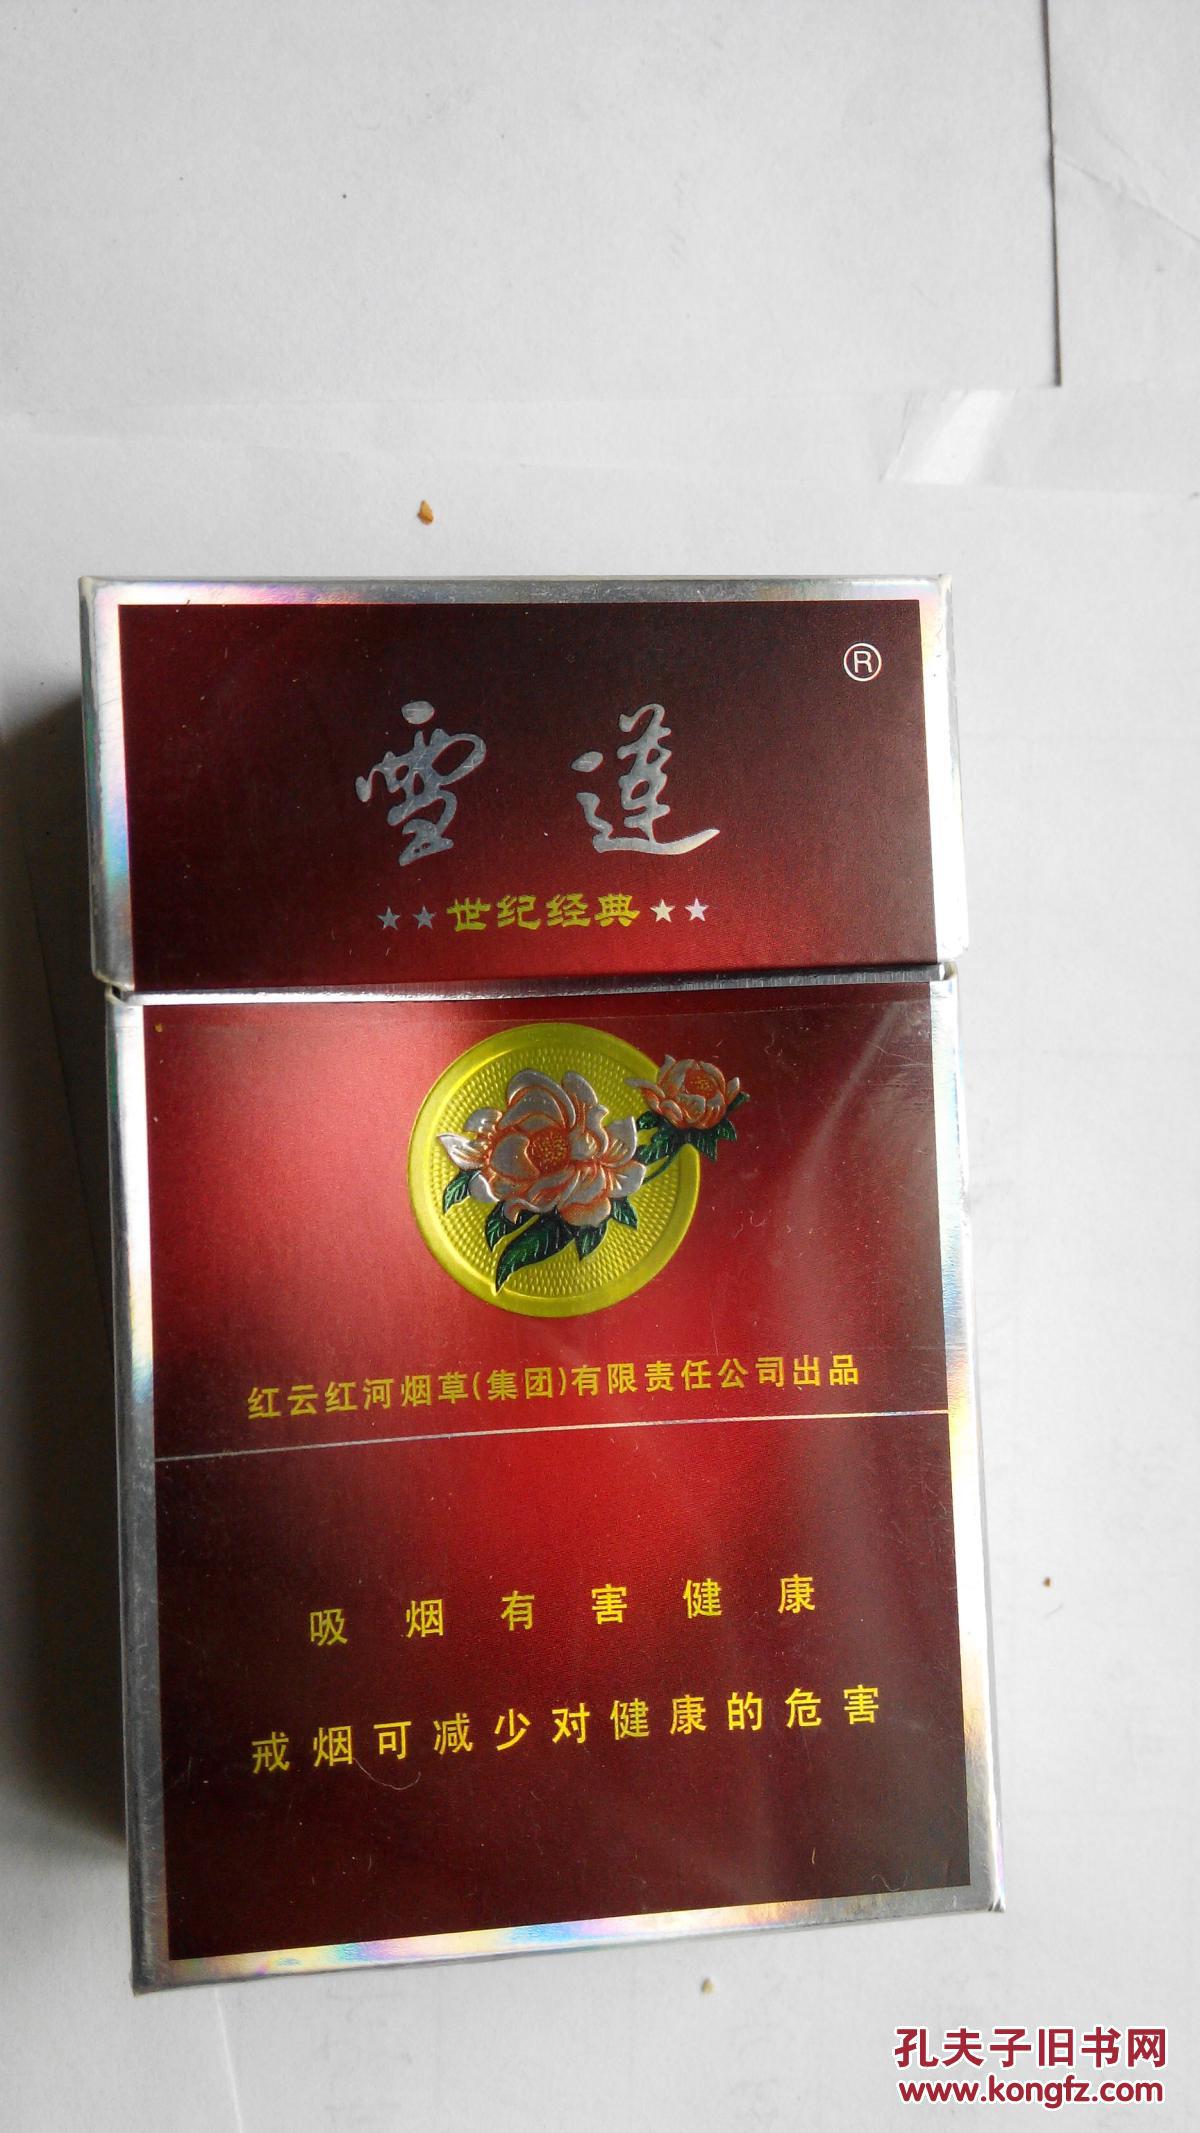 ®
雪莲
★★世纪经典★★
红云红河烟草(集团)有限责任公司出品
吸烟有害健康
戒烟可减少对健康的危害
孔夫子旧书网
www.kongfz.com